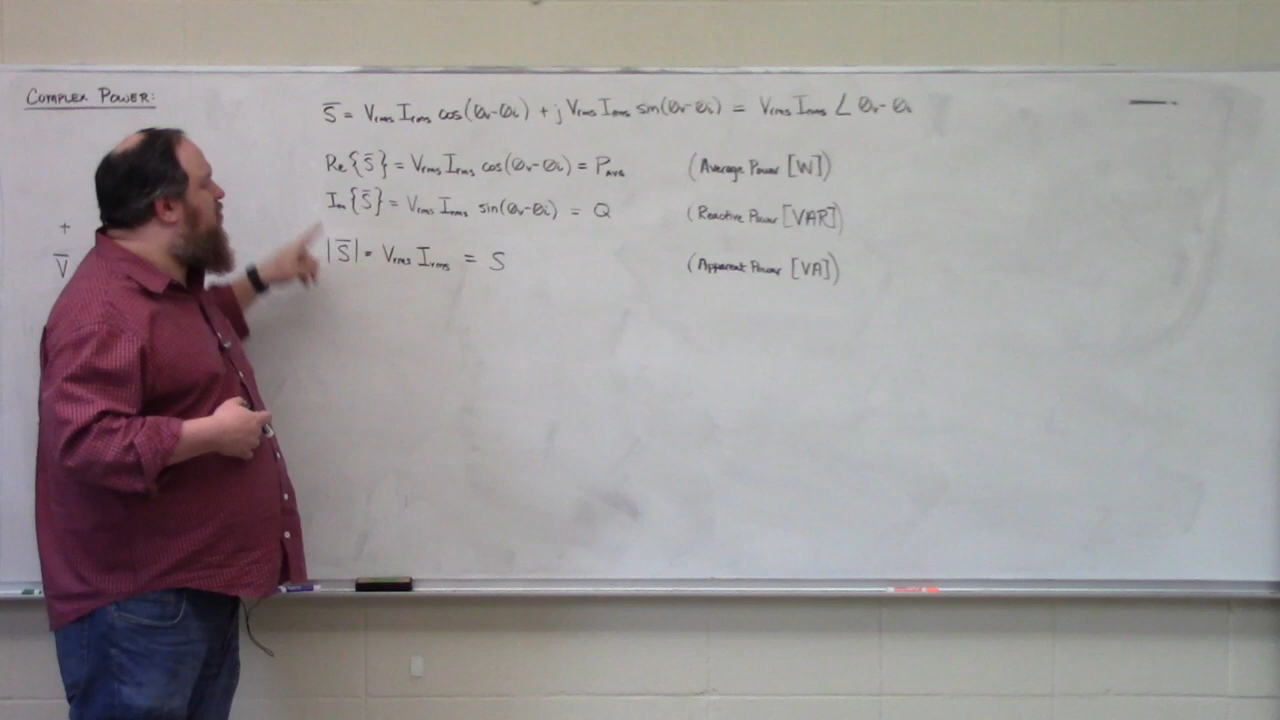 COMPLEX POWER:
S̅ = Vrms Irms cos(θv-θi) + j Vrms Irms sin(θv-θi) = Vrms Irms ∠ θv-θi
Re{S̅} = Vrms Irms cos(θv-θi) = PAVG (Average Power [W])
Im{S̅} = Vrms Irms sin(θv-θi) = Q (Reactive Power [VAR])
+
|S̅| = Vrms Irms = S (Apparent Power [VA])
V̅